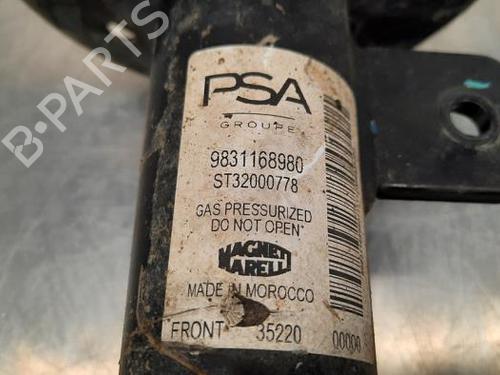 B-PARTS
PSA
GROUPE
9831168980
ST32000778
GAS PRESSURIZED
DO NOT OPEN
MAGNETI
MARELLI
MADE IN MOROCCO
FRONT 35220 00000